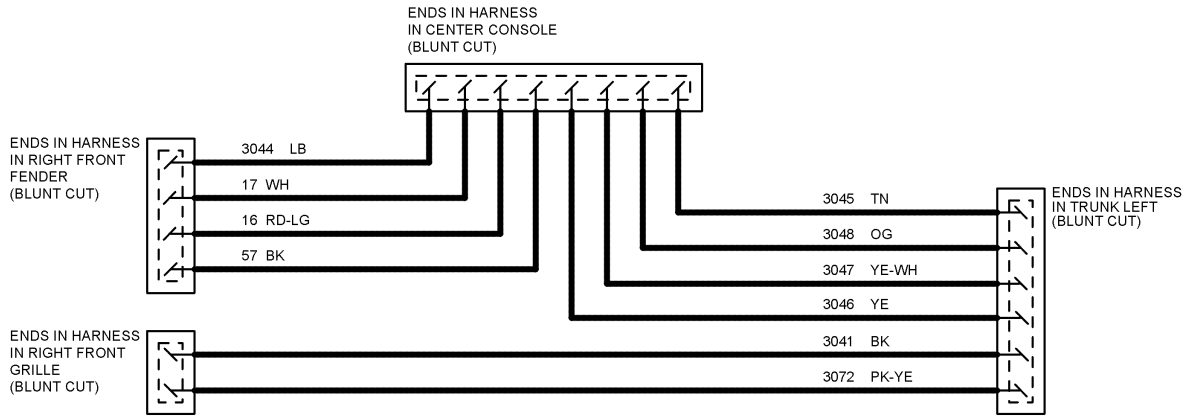 ENDS IN HARNESS
IN CENTER CONSOLE
(BLUNT CUT)
ENDS IN HARNESS
IN RIGHT FRONT
FENDER
(BLUNT CUT)
3044 LB
17 WH
16 RD-LG
57 BK
3045 TN
3048 OG
3047 YE-WH
3046 YE
3041 BK
3072 PK-YE
ENDS IN HARNESS
IN TRUNK LEFT
(BLUNT CUT)
ENDS IN HARNESS
IN RIGHT FRONT
GRILLE
(BLUNT CUT)